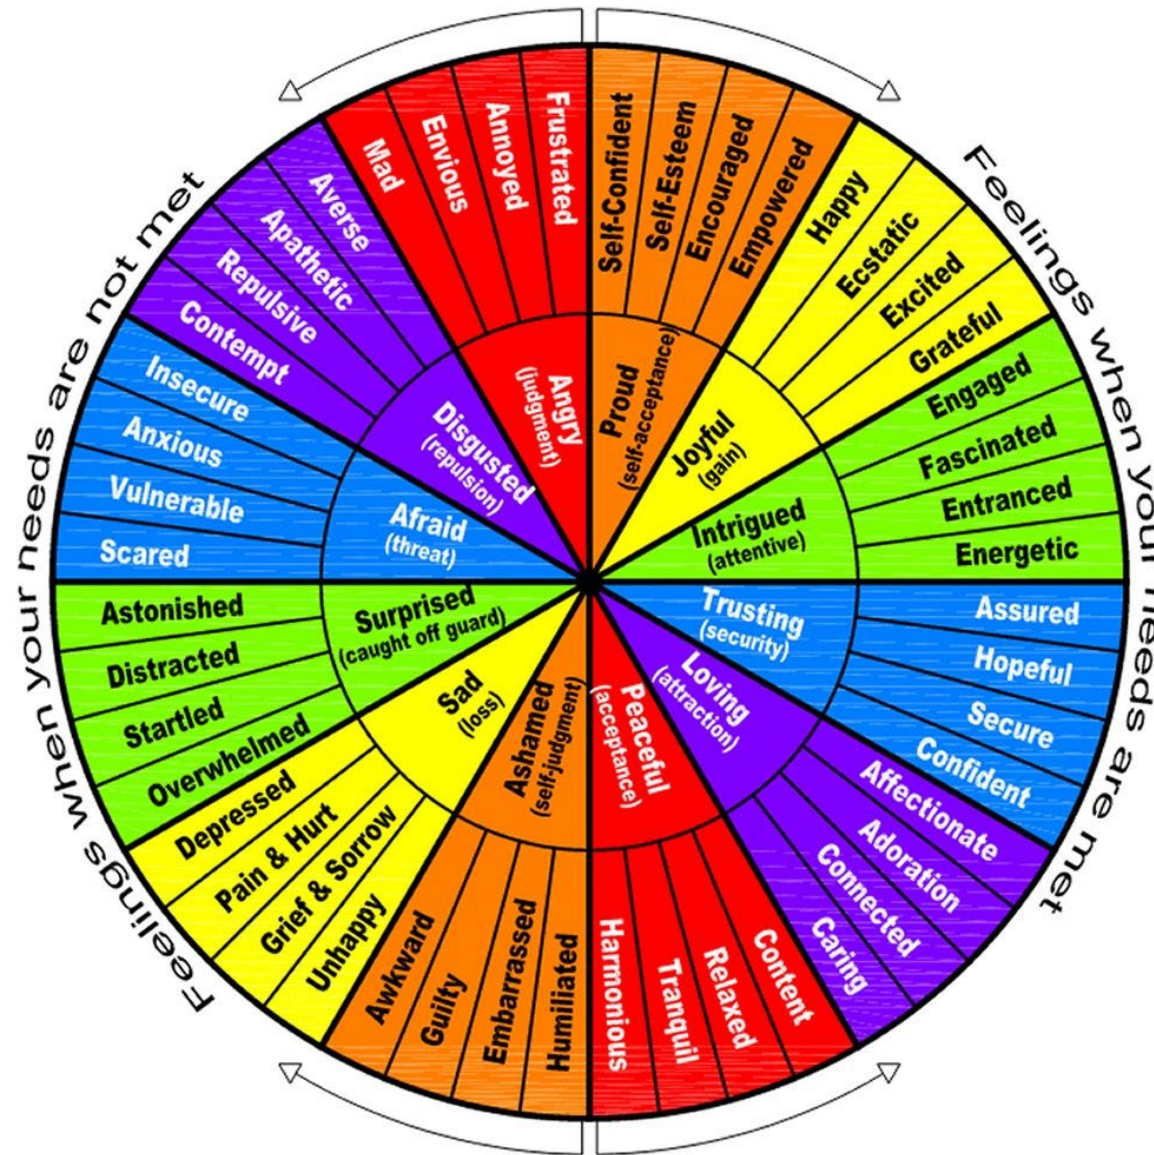 Feelings when your needs are met
Proud
(self-acceptance)
Self-Confident
Self-Esteem
Encouraged
Empowered
Joyful
(gain)
Happy
Ecstatic
Excited
Grateful
Intrigued
(attentive)
Engaged
Fascinated
Entranced
Energetic
Trusting
(security)
Assured
Hopeful
Secure
Confident
Loving
(attraction)
Affectionate
Adoration
Connected
Caring
Peaceful
(acceptance)
Content
Relaxed
Tranquil
Harmonious
Feelings when your needs are not met
Ashamed
(self-judgment)
Humiliated
Embarrassed
Guilty
Awkward
Sad
(loss)
Unhappy
Grief & Sorrow
Pain & Hurt
Depressed
Surprised
(caught off guard)
Overwhelmed
Startled
Distracted
Astonished
Afraid
(threat)
Scared
Vulnerable
Anxious
Insecure
Disgusted
(repulsion)
Contempt
Repulsive
Apathetic
Averse
Angry
(judgment)
Mad
Envious
Annoyed
Frustrated